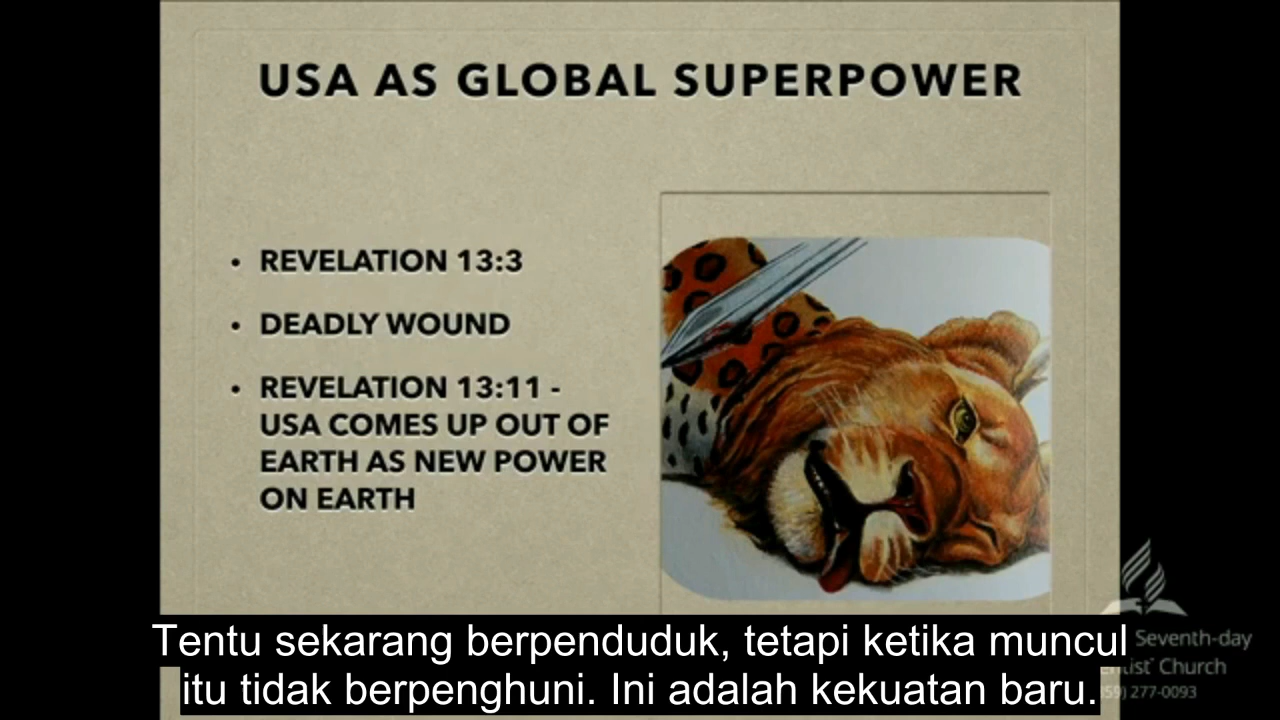 USA AS GLOBAL SUPERPOWER
• REVELATION 13:3
• DEADLY WOUND
• REVELATION 13:11 -
USA COMES UP OUT OF
EARTH AS NEW POWER
ON EARTH
Tentu sekarang berpenduduk, tetapi ketika muncul
itu tidak berpenghuni. Ini adalah kekuatan baru.
Seventh-day
Church
277-0093